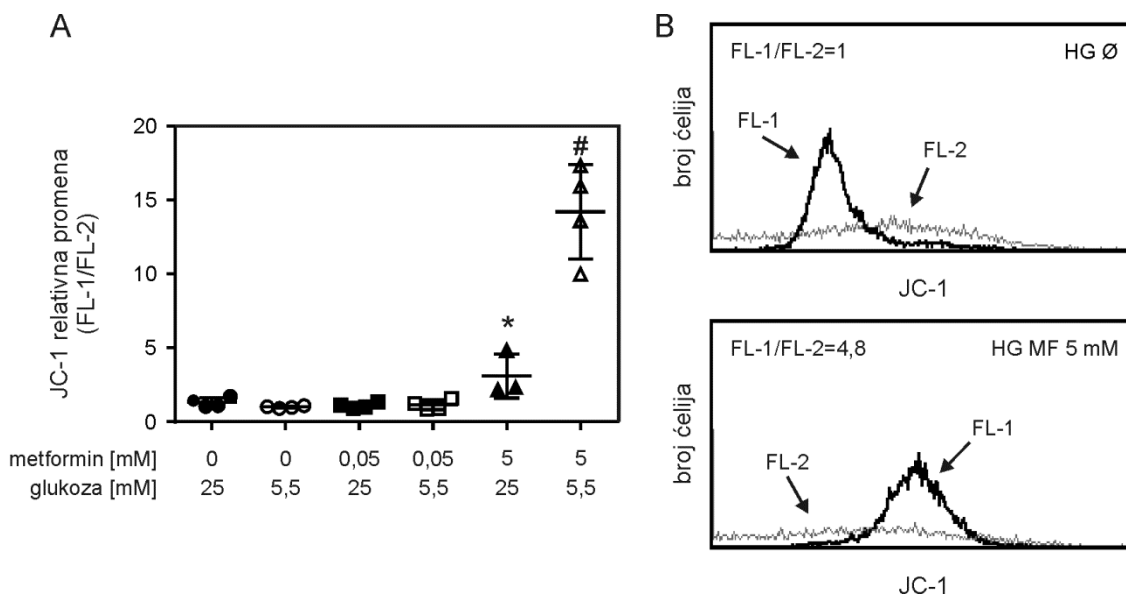 A
JC-1 relativna promena
(FL-1/FL-2)
20
15
10
5
0
*
#
metformin [mM] 0 0 0,05 0,05 5 5
glukoza [mM] 25 5,5 25 5,5 25 5,5
B
FL-1/FL-2=1 HG Ø
FL-1
FL-2
broj ćelija
JC-1
FL-1/FL-2=4,8 HG MF 5 mM
FL-1
FL-2
broj ćelija
JC-1